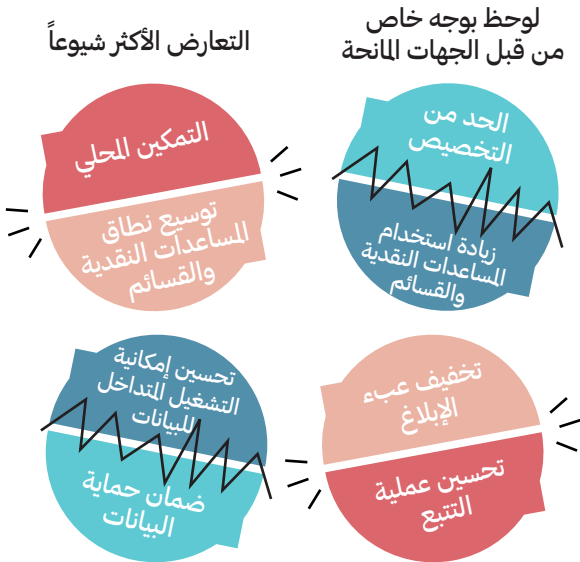 لوحظ بوجه خاص
من قبل الجهات المانحة
الحد من
التخصيص
زيادة استخدام
المساعدات النقدية
والقسائم
التعارض الأكثر شيوعاً
التمكين المحلي
توسيع نطاق
المساعدات النقدية
والقسائم
تخفيف عبء
الإبلاغ
تحسين عملية
التتبع
تحسين إمكانية
التشغيل المتداخل
للبيانات
ضمان حماية
البيانات